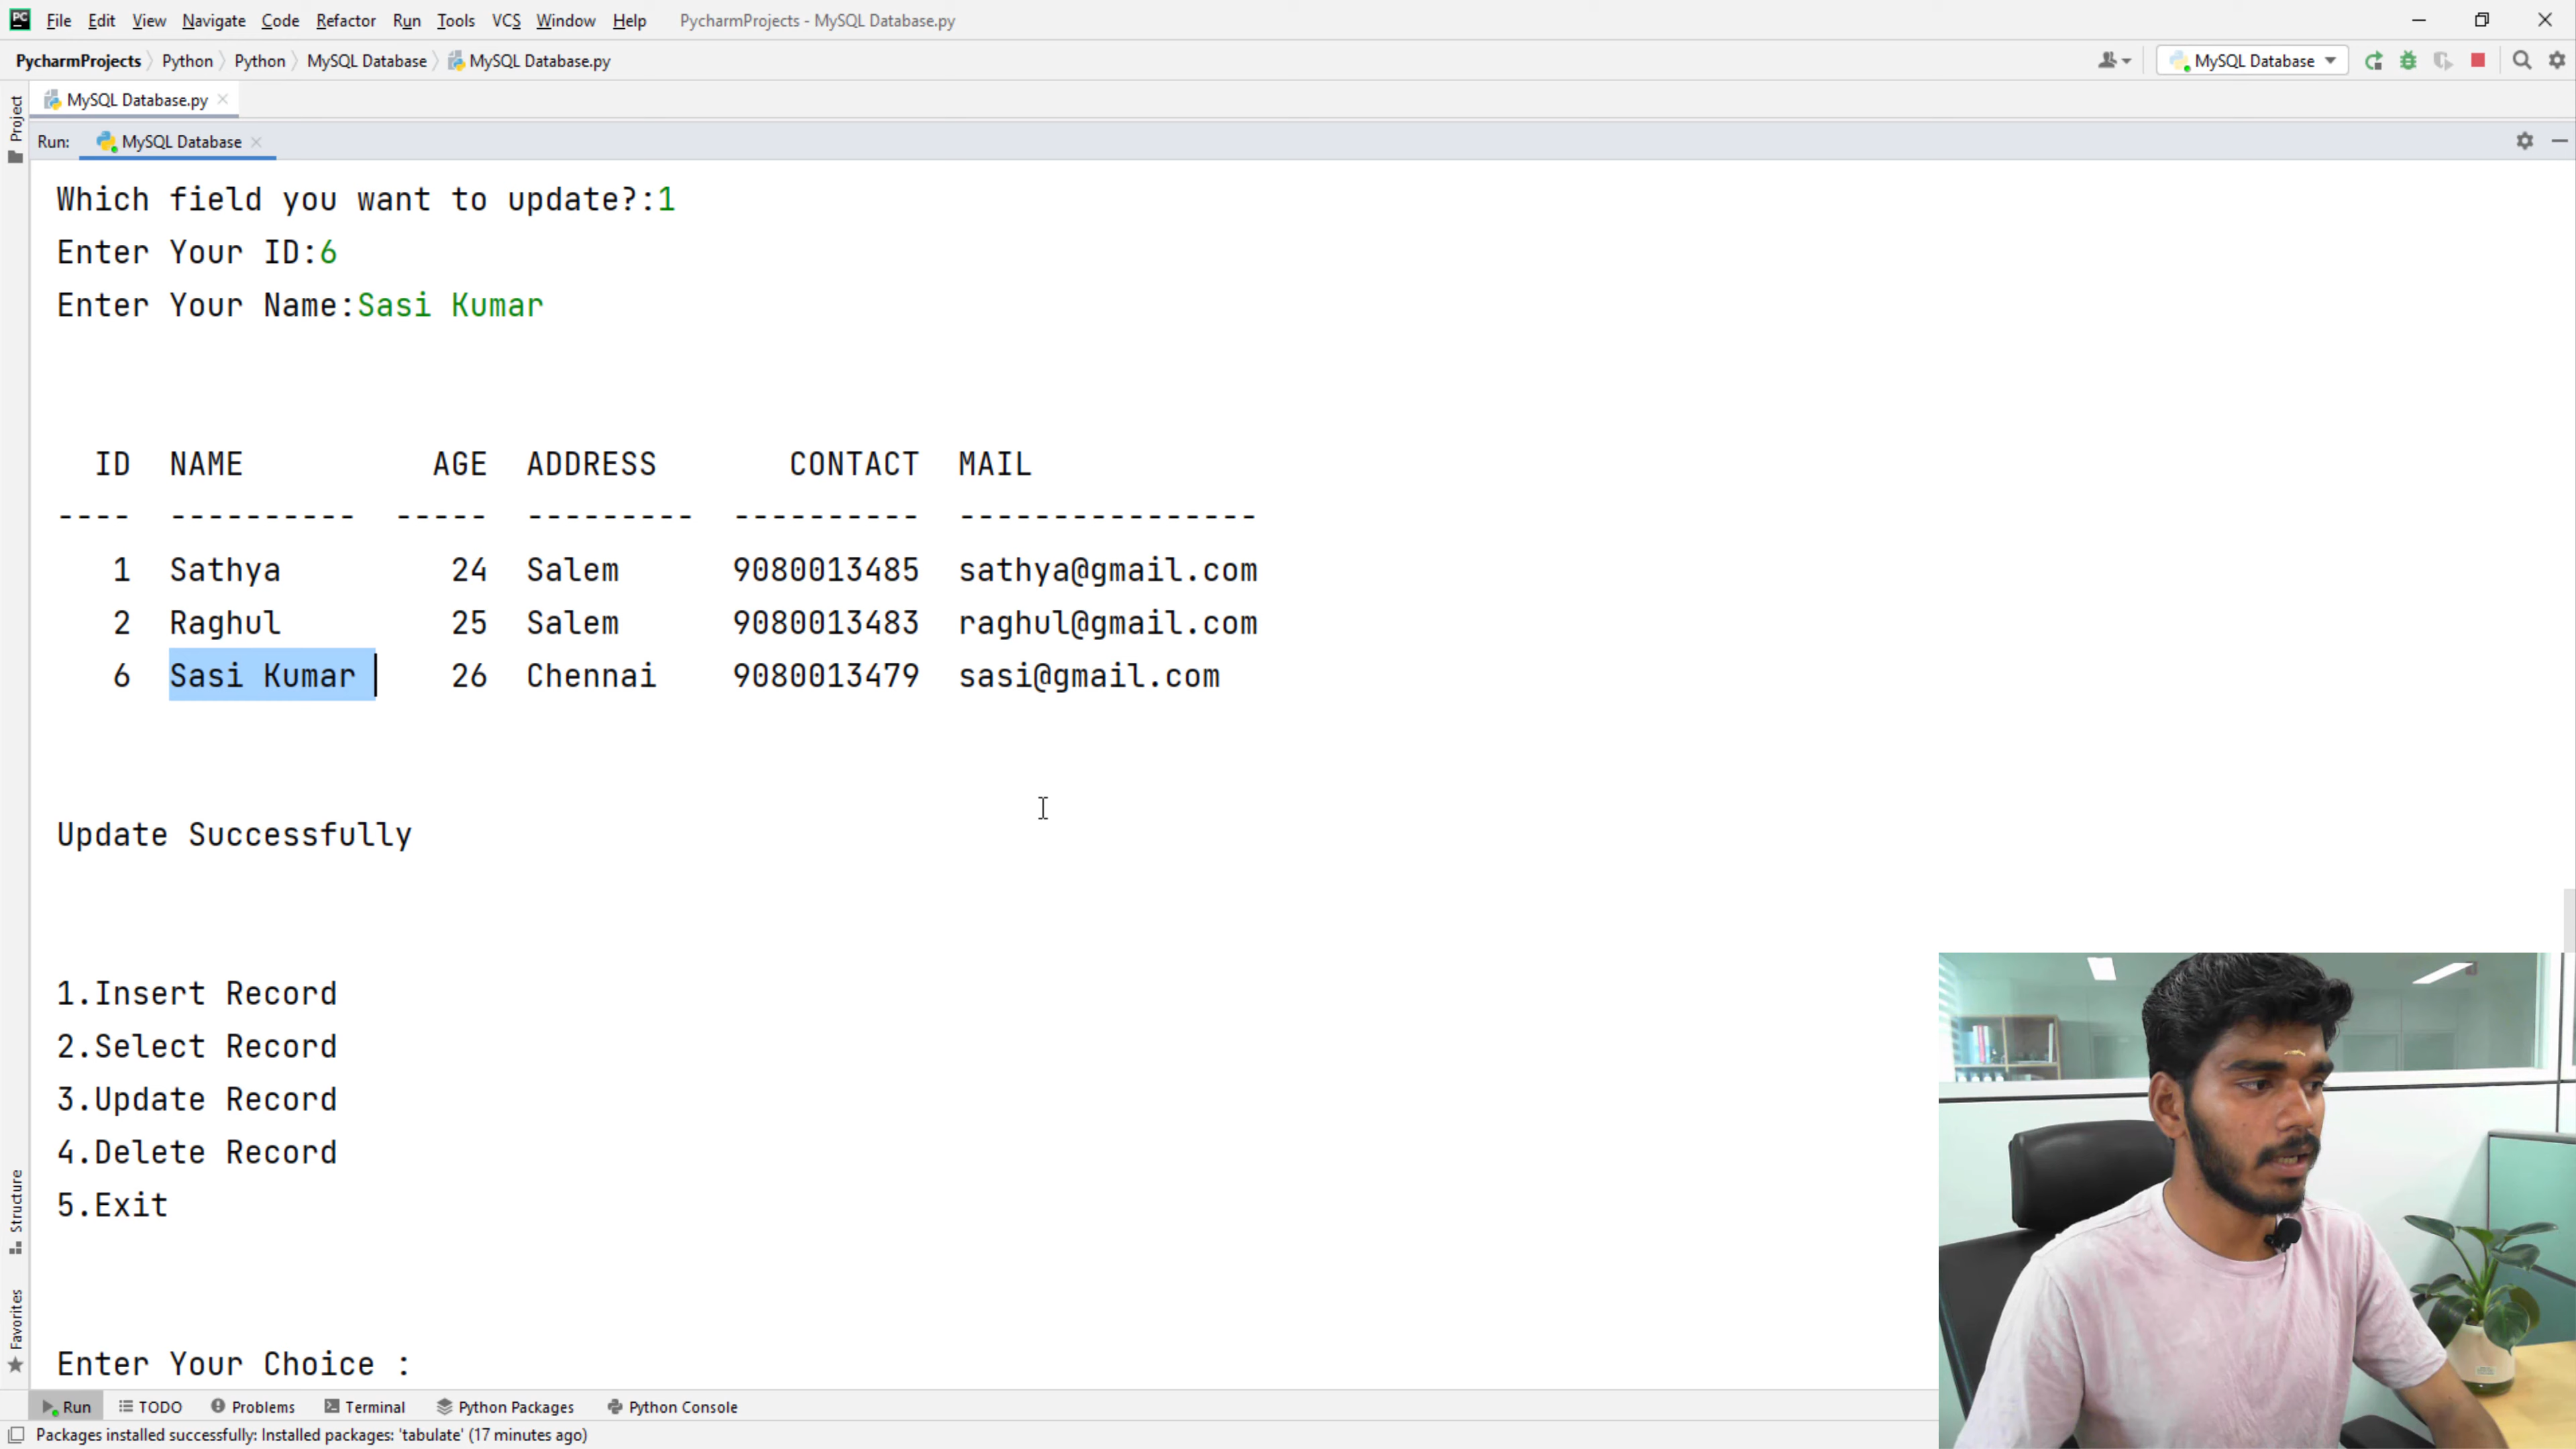 PC File Edit View Navigate Code Refactor Run Tools VCS Window Help PycharmProjects - MySQL Database.py
PycharmProjects Python Python MySQL Database MySQL Database.py MySQL Database
Project
MySQL Database.py
Run: MySQL Database
Which field you want to update?:1
Enter Your ID:6
Enter Your Name:Sasi Kumar
ID NAME AGE ADDRESS CONTACT MAIL
---- ---------- ----- --------- ---------- ----------------
1 Sathya 24 Salem 9080013485 sathya@gmail.com
2 Raghul 25 Salem 9080013483 raghul@gmail.com
6 Sasi Kumar 26 Chennai 9080013479 sasi@gmail.com
Update Successfully
1.Insert Record
2.Select Record
3.Update Record
4.Delete Record
5.Exit
Enter Your Choice :
Structure
Favorites
Run TODO Problems Terminal Python Packages Python Console
Packages installed successfully: Installed packages: 'tabulate' (17 minutes ago)